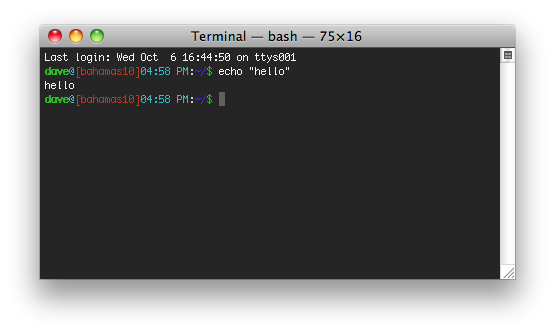 Terminal — bash — 75×16
Last login: Wed Oct  6 16:44:50 on ttys001
dave@[bahamas10]04:58 PM:~/$ echo "hello"
hello
dave@[bahamas10]04:58 PM:~/$